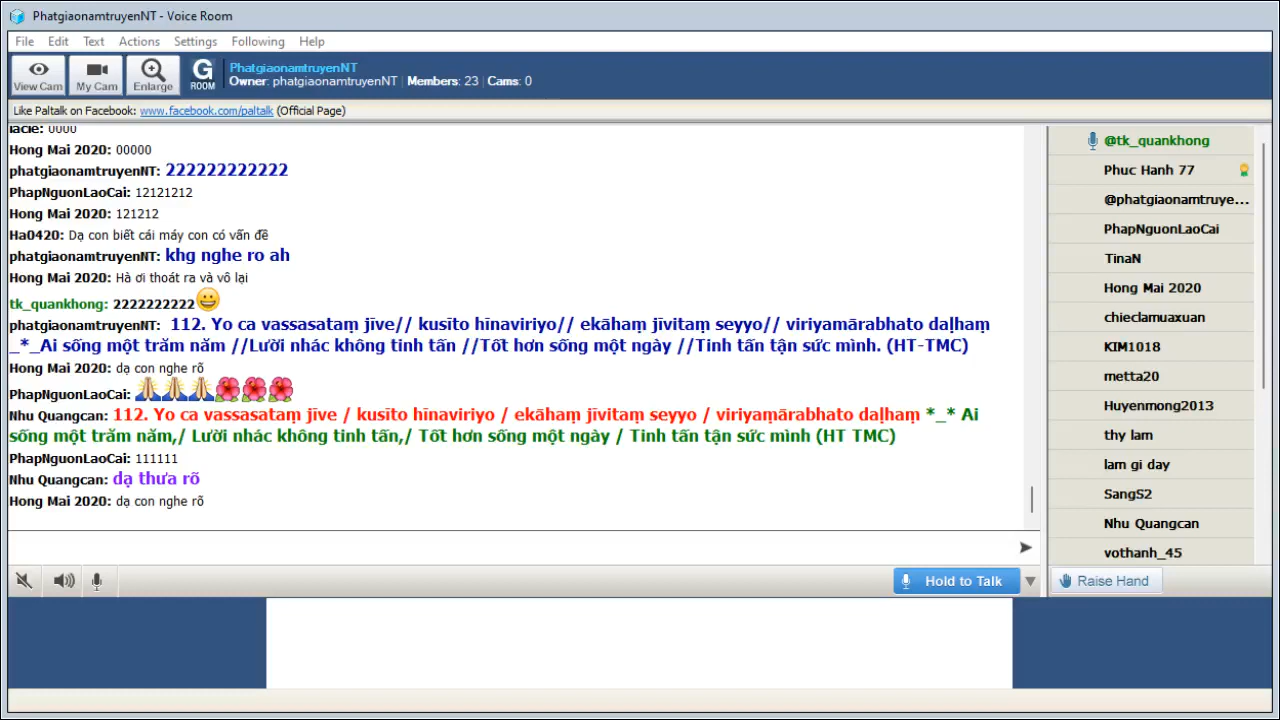 PhatgiaonamtruyenNT - Voice Room
File Edit Text Actions Settings Following Help
View Cam My Cam Enlarge G ROOM
PhatgiaonamtruyenNT
Owner: phatgiaonamtruyenNT | Members: 23 | Cams: 0
Like Paltalk on Facebook: www.facebook.com/paltalk (Official Page)
lacie: 0000
Hong Mai 2020: 00000
phatgiaonamtruyenNT: 222222222222
PhapNguonLaoCai: 12121212
Hong Mai 2020: 121212
Ha0420: Dạ con biết cái máy con có vấn đề
phatgiaonamtruyenNT: khg nghe ro ah
Hong Mai 2020: Hà ơi thoát ra và vô lại
tk_quankhong: 2222222222😀
phatgiaonamtruyenNT: 112. Yo ca vassasataṃ jīve// kusīto hīnaviriyo// ekāhaṃ jīvitaṃ seyyo// viriyamārabhato daḷhaṃ
_*_Ai sống một trăm năm //Lười nhác không tinh tấn //Tốt hơn sống một ngày //Tinh tấn tận sức mình. (HT-TMC)
Hong Mai 2020: dạ con nghe rõ
PhapNguonLaoCai: 🙏🙏🙏🌺🌺🌺
Nhu Quangcan: 112. Yo ca vassasataṃ jīve / kusīto hīnaviriyo / ekāhaṃ jīvitaṃ seyyo / viriyaṃārabhato daḷhaṃ *_* Ai
sống một trăm năm,/ Lười nhác không tinh tấn,/ Tốt hơn sống một ngày / Tinh tấn tận sức mình (HT TMC)
PhapNguonLaoCai: 111111
Nhu Quangcan: dạ thưa rõ
Hong Mai 2020: dạ con nghe rõ
@tk_quankhong
Phuc Hanh 77
@phatgiaonamtruye...
PhapNguonLaoCai
TinaN
Hong Mai 2020
chieclamuaxuan
KIM1018
metta20
Huyenmong2013
thy lam
lam gi day
SangS2
Nhu Quangcan
vothanh_45
Hold to Talk
Raise Hand